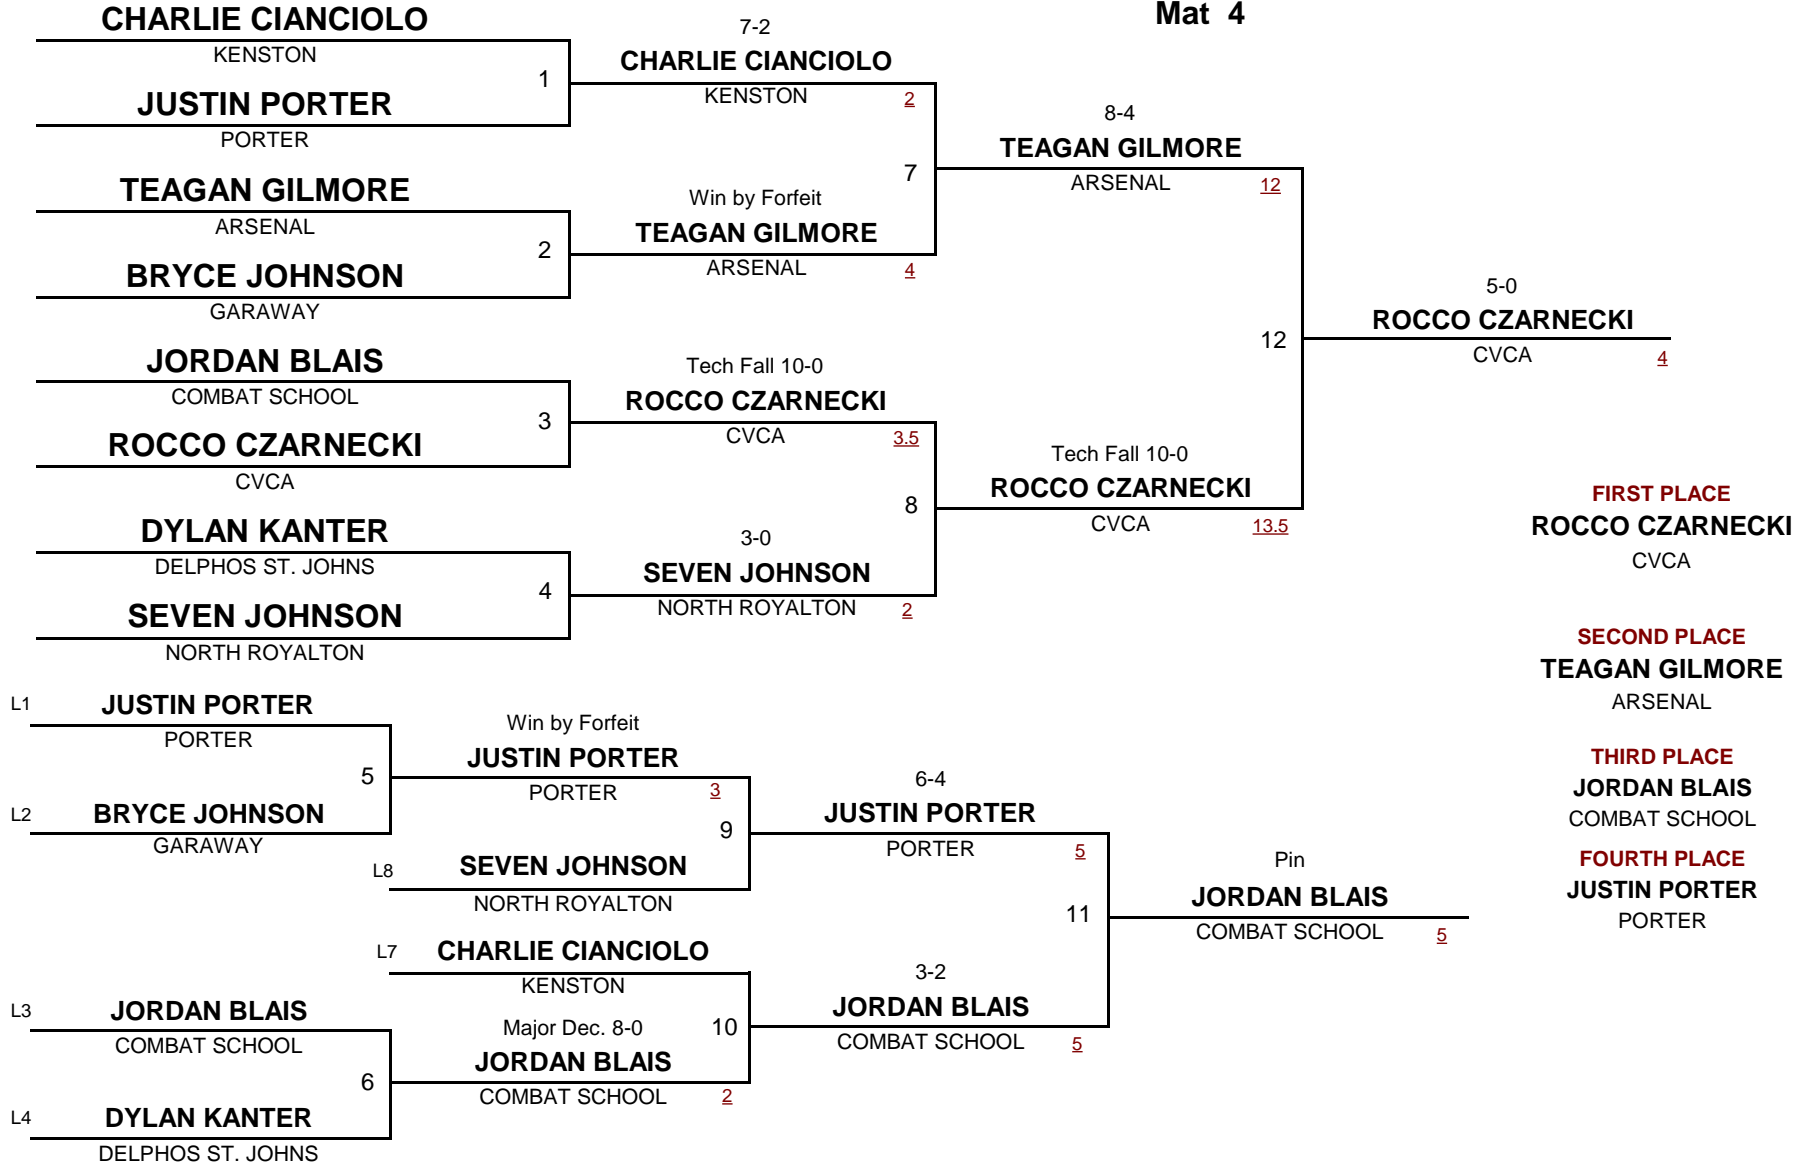 Mat 4
CHARLIE CIANCIOLO
KENSTON
1
JUSTIN PORTER
PORTER
TEAGAN GILMORE
ARSENAL
2
BRYCE JOHNSON
GARAWAY
JORDAN BLAIS
COMBAT SCHOOL
3
ROCCO CZARNECKI
CVCA
DYLAN KANTER
DELPHOS ST. JOHNS
4
SEVEN JOHNSON
NORTH ROYALTON
7-2
CHARLIE CIANCIOLO
KENSTON 2
7
Win by Forfeit
TEAGAN GILMORE
ARSENAL 4
Tech Fall 10-0
ROCCO CZARNECKI
CVCA 3.5
8
3-0
SEVEN JOHNSON
NORTH ROYALTON 2
8-4
TEAGAN GILMORE
ARSENAL 12
12
Tech Fall 10-0
ROCCO CZARNECKI
CVCA 13.5
5-0
ROCCO CZARNECKI
CVCA 4
FIRST PLACE
ROCCO CZARNECKI
CVCA
SECOND PLACE
TEAGAN GILMORE
ARSENAL
THIRD PLACE
JORDAN BLAIS
COMBAT SCHOOL
FOURTH PLACE
JUSTIN PORTER
PORTER
L1 JUSTIN PORTER
PORTER
5
L2 BRYCE JOHNSON
GARAWAY
L3 JORDAN BLAIS
COMBAT SCHOOL
6
L4 DYLAN KANTER
DELPHOS ST. JOHNS
Win by Forfeit
JUSTIN PORTER
PORTER 3
9
L8 SEVEN JOHNSON
NORTH ROYALTON
L7 CHARLIE CIANCIOLO
KENSTON
Major Dec. 8-0 10
JORDAN BLAIS
COMBAT SCHOOL 2
6-4
JUSTIN PORTER
PORTER 5
11
3-2
JORDAN BLAIS
COMBAT SCHOOL 5
Pin
JORDAN BLAIS
COMBAT SCHOOL 5